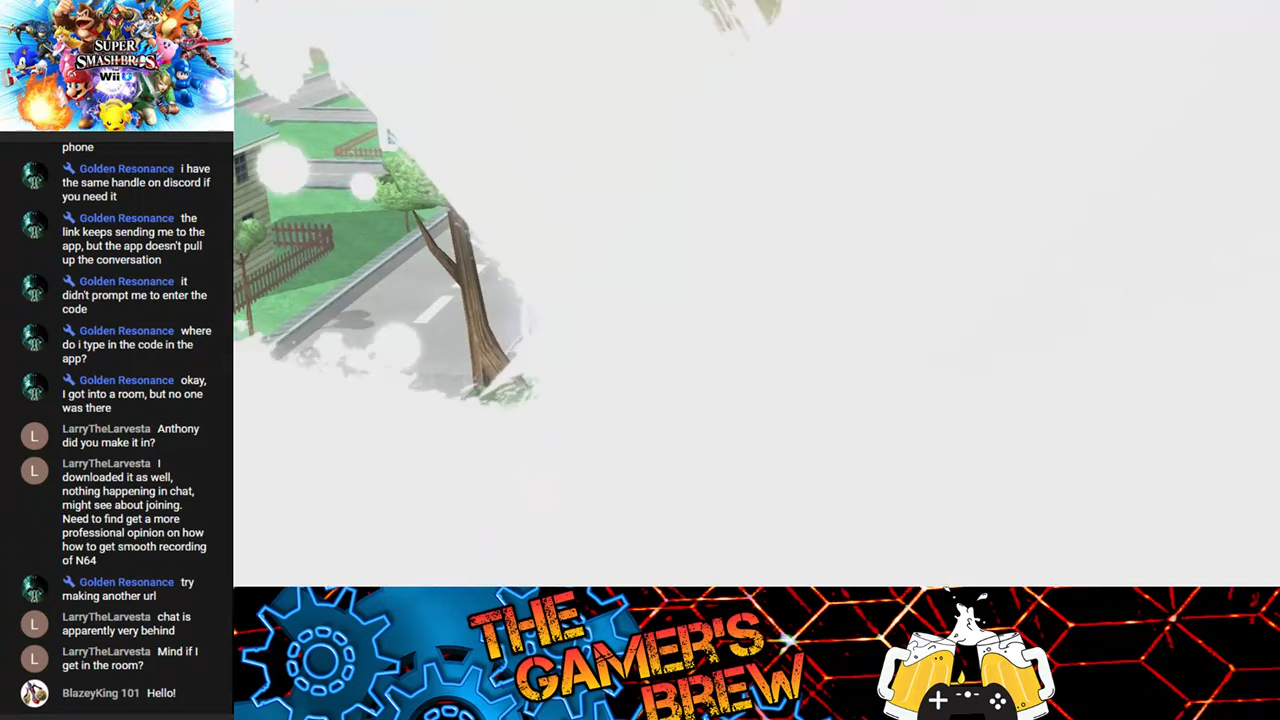 SUPER
SMASH BROS.
Wii U
phone
Golden Resonance i have
the same handle on discord if
you need it
Golden Resonance the
link keeps sending me to the
app, but the app doesn't pull
up the conversation
Golden Resonance it
didn't prompt me to enter the
code
Golden Resonance where
do i type in the code in the
app?
Golden Resonance okay,
I got into a room, but no one
was there
LarryTheLarvesta Anthony
did you make it in?
LarryTheLarvesta I
downloaded it as well,
nothing happening in chat,
might see about joining.
Need to find get a more
professional opinion on how
how to get smooth recording
of N64
Golden Resonance try
making another url
LarryTheLarvesta chat is
apparently very behind
LarryTheLarvesta Mind if I
get in the room?
BlazeyKing 101 Hello!
L
L
L
L
THE
GAMER'S
BREW